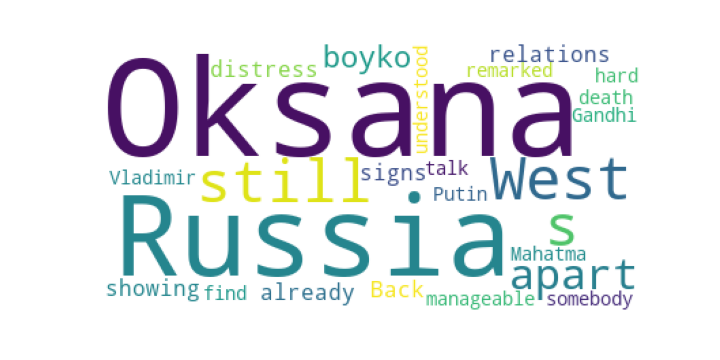 Oksana
Russia
West
still
s
apart
boyko
relations
distress
understood
remarked
hard
death
Gandhi
Vladimir
signs
talk
Putin
Mahatma
showing
find
already
Back
manageable
somebody